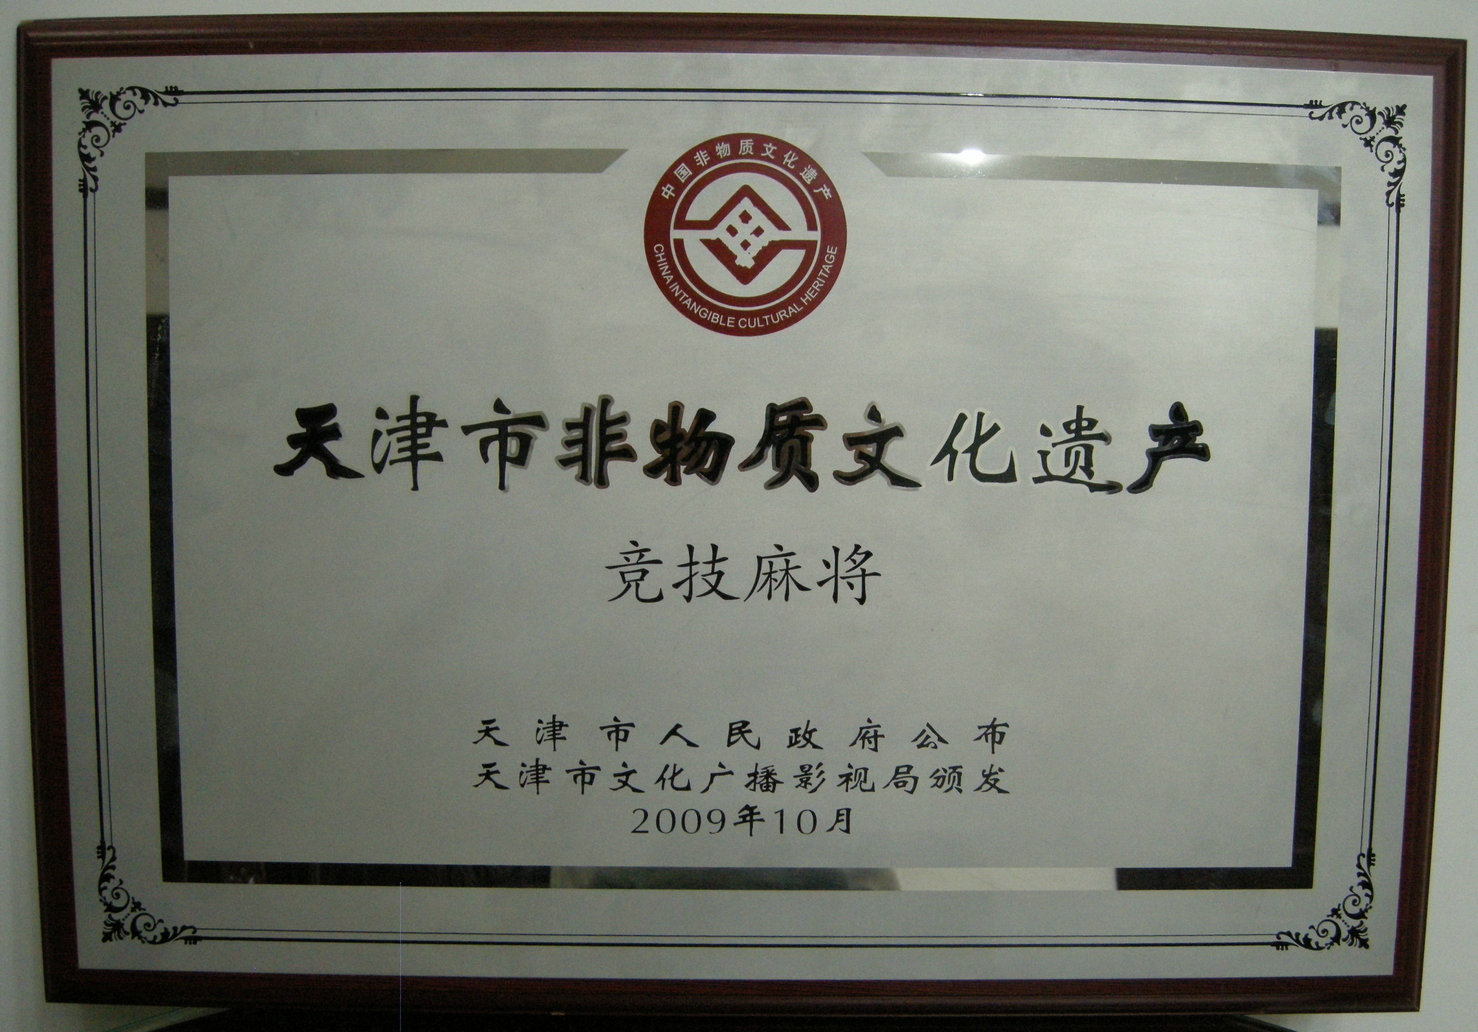 中国非物质文化遗产
CHINA INTANGIBLE CULTURAL HERITAGE
天津市非物质文化遗产
竞技麻将
天津市人民政府公布
天津市文化广播影视局颁发
2009年10月